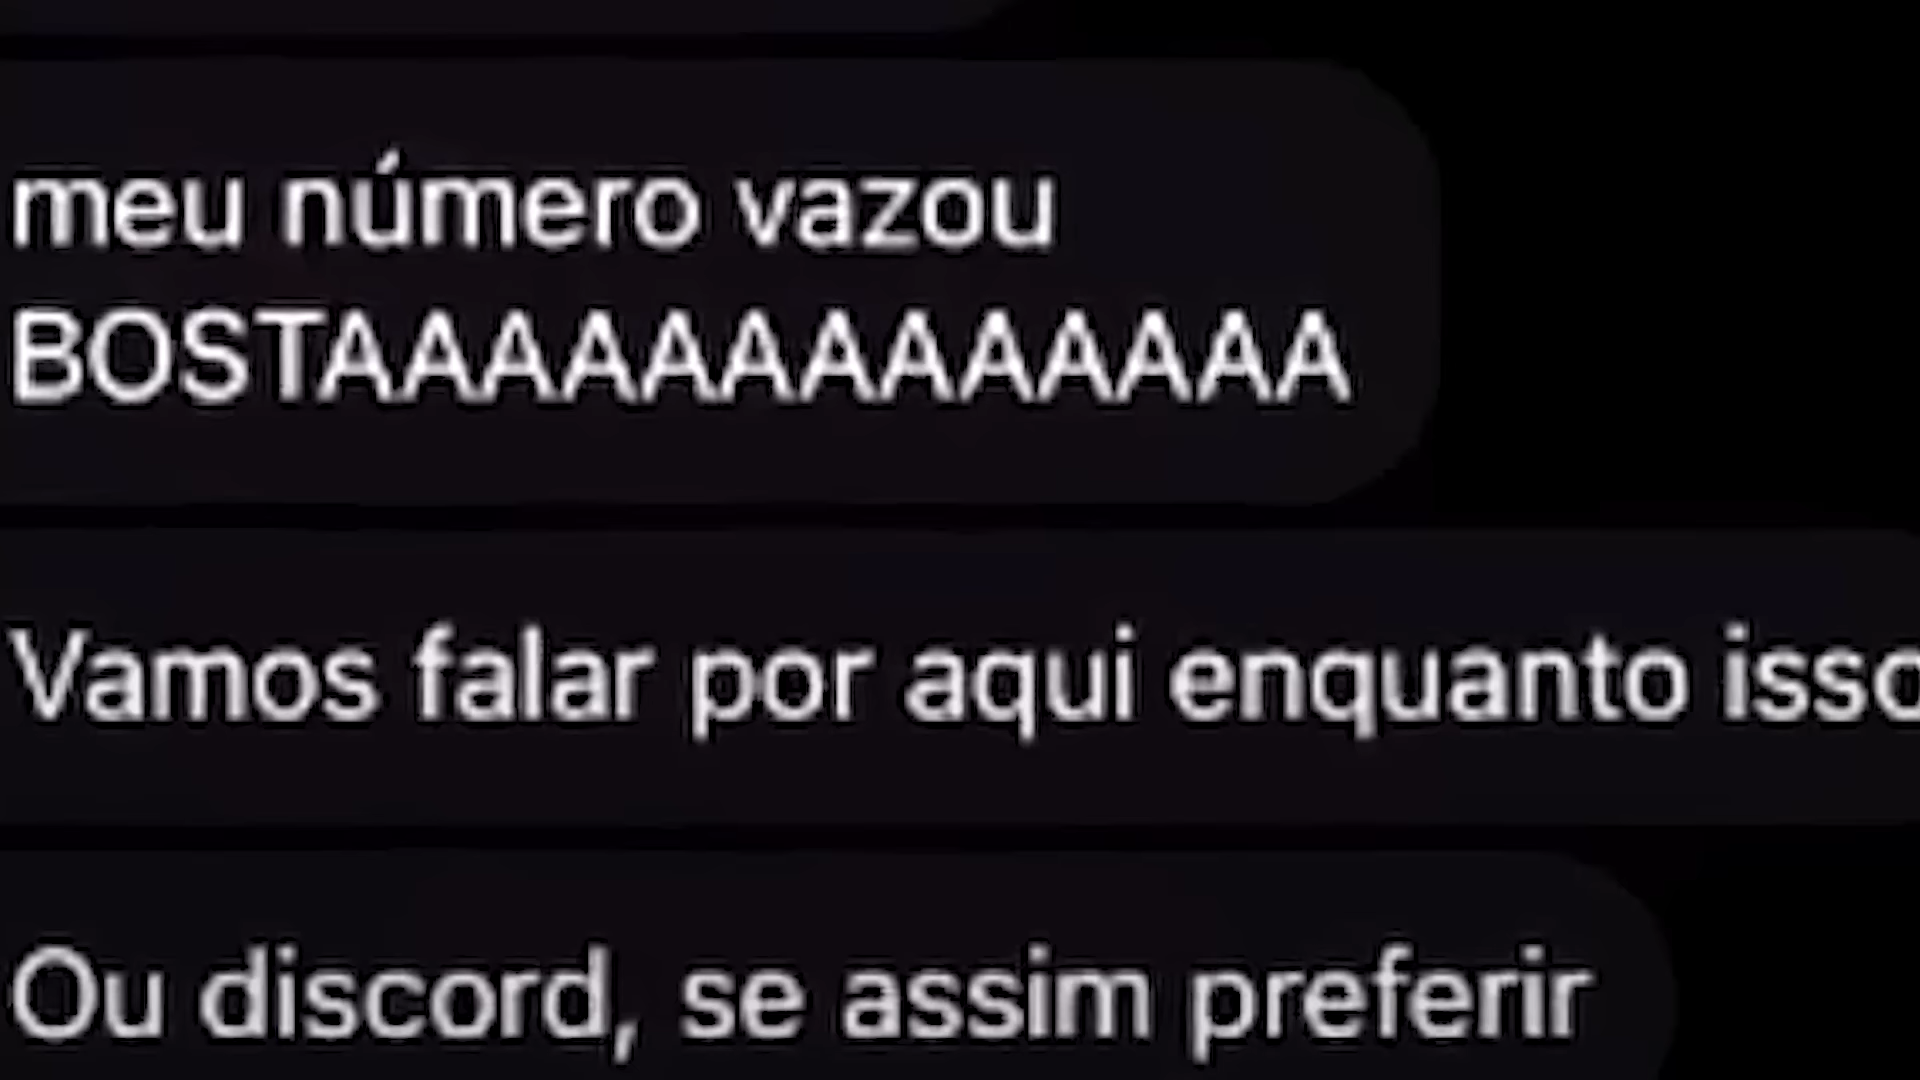 meu número vazou
BOSTAAAAAAAAAAAAA
Vamos falar por aqui enquanto isso
Ou discord, se assim preferir